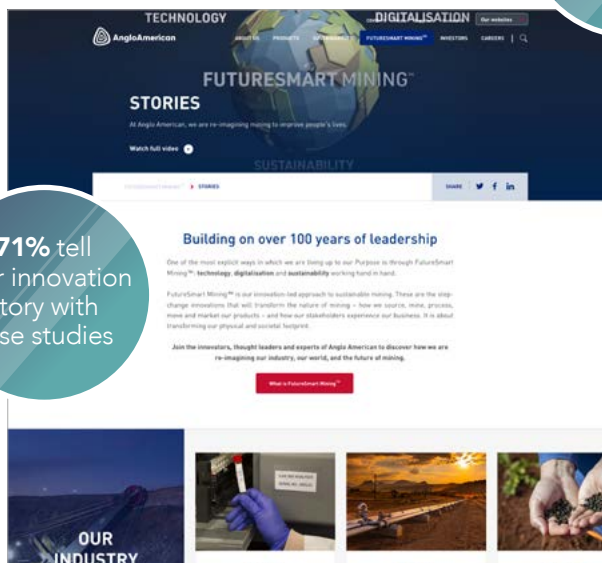 TECHNOLOGY
DIGITALISATION
Our websites
AngloAmerican
ABOUT US PRODUCTS SUSTAINABILITY FUTURESMART MINING™ INVESTORS CAREERS
FUTURESMART MINING™
STORIES
At Anglo American, we are re-imagining mining to improve people's lives.
Watch full video
SUSTAINABILITY
STORIES
SHARE
71% tell
innovation
story with
case studies
Building on over 100 years of leadership
One of the most explicit ways in which we are living up to our Purpose is through FutureSmart
Mining™: technology, digitalisation and sustainability working hand in hand.
FutureSmart Mining™ is our innovation-led approach to sustainable mining. These are the step-
change innovations that will transform the nature of mining – how we source, mine, process,
move and market our products – and how our stakeholders experience our business. It is about
transforming our physical and societal footprint.
Join the innovators, thought leaders and experts of Anglo American to discover how we are
re-imagining our industry, our world, and the future of mining.
What is FutureSmart Mining™
OUR
INDUSTRY